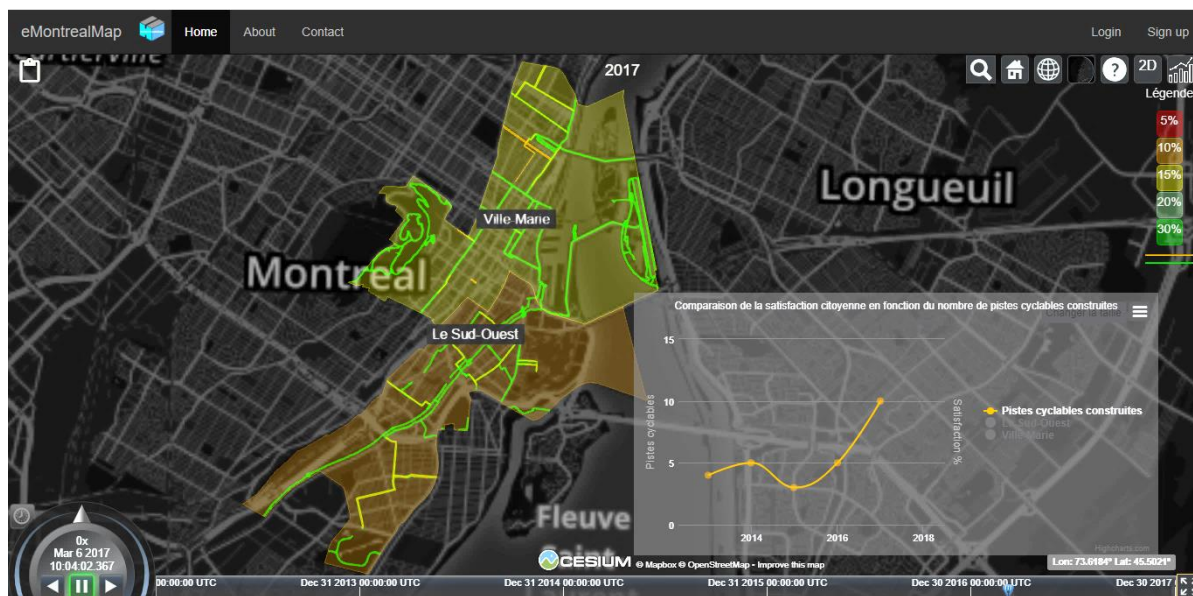 eMontrealMap
Home
About
Contact
Login
Sign up
2017
?
2D
Légende
5%
10%
15%
20%
30%
Longueuil
Ville-Marie
Montreal
Le Sud-Ouest
Comparaison de la satisfaction citoyenne en fonction du nombre de pistes cyclables construites
15
10
5
0
Pistes cyclables
Satisfaction %
Pistes cyclables construites
Le Sud-Ouest
Ville-Marie
2014
2016
2018
Highcharts.com
Fleuve
Saint
0x
Mar 6 2017
10:04:02.367
CESIUM © Mapbox © OpenStreetMap - Improve this map
Lon: 73.6184° Lat: 45.5021°
00:00:00 UTC
Dec 31 2013 00:00:00 UTC
Dec 31 2014 00:00:00 UTC
Dec 31 2015 00:00:00 UTC
Dec 30 2016 00:00:00 UTC
Dec 30 2017